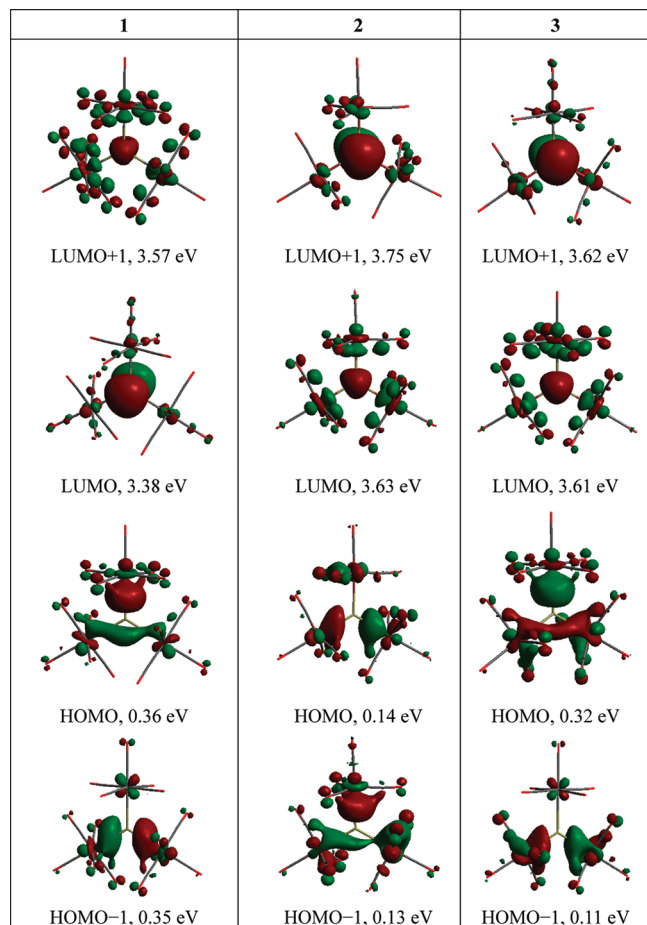 1 2 3
LUMO+1, 3.57 eV LUMO+1, 3.75 eV LUMO+1, 3.62 eV
LUMO, 3.38 eV LUMO, 3.63 eV LUMO, 3.61 eV
HOMO, 0.36 eV HOMO, 0.14 eV HOMO, 0.32 eV
HOMO−1, 0.35 eV HOMO−1, 0.13 eV HOMO−1, 0.11 eV